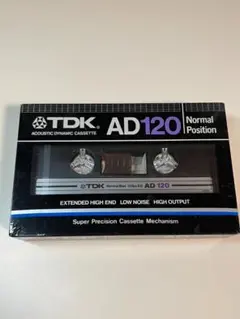 TDK
ACOUSTIC DYNAMIC CASSETTE
AD120
Normal
Position
TDK
AD 120
EXTENDED HIGH END LOW NOISE HIGH OUTPUT
Super Precision Cassette Mechanism